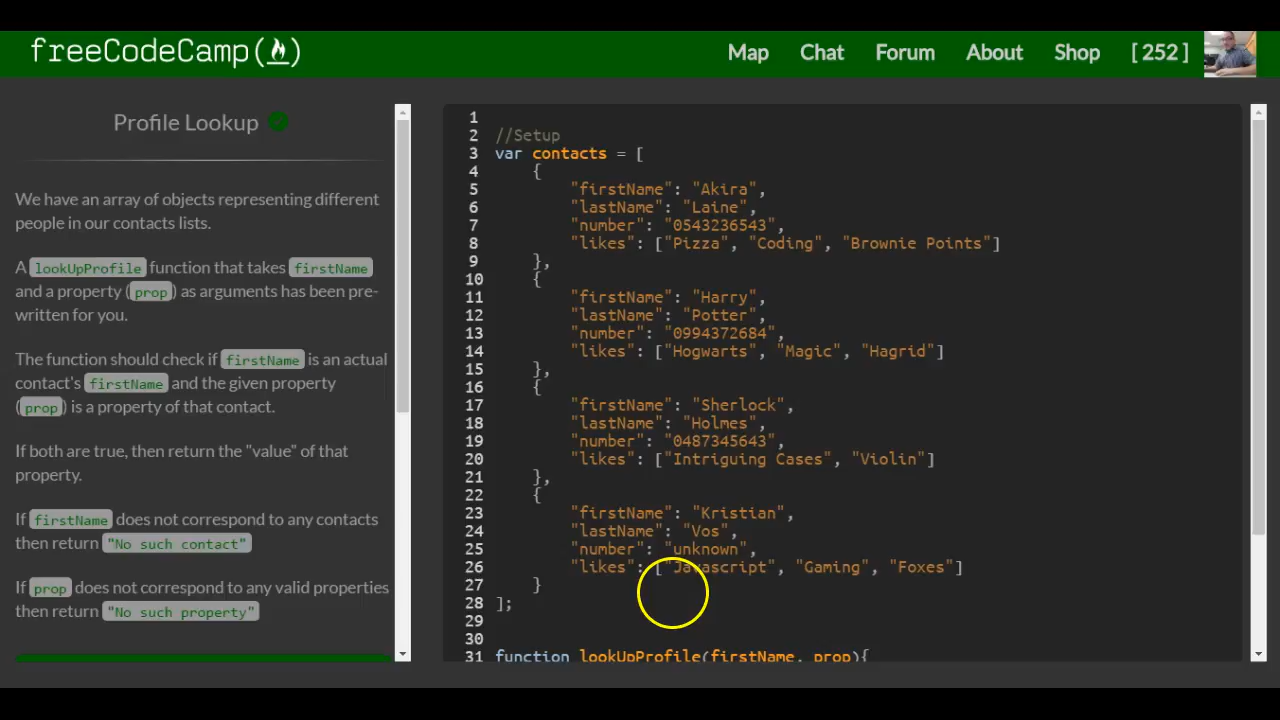 freeCodeCamp(🔥)
Map Chat Forum About Shop [ 252 ]
Profile Lookup
We have an array of objects representing different
people in our contacts lists.
A lookUpProfile function that takes firstName
and a property (prop) as arguments has been pre-
written for you.
The function should check if firstName is an actual
contact's firstName and the given property
(prop) is a property of that contact.
If both are true, then return the "value" of that
property.
If firstName does not correspond to any contacts
then return "No such contact"
If prop does not correspond to any valid properties
then return "No such property"
1
2 //Setup
3 var contacts = [
4 {
5 "firstName": "Akira",
6 "lastName": "Laine",
7 "number": "0543236543",
8 "likes": ["Pizza", "Coding", "Brownie Points"]
9 },
10 {
11 "firstName": "Harry",
12 "lastName": "Potter",
13 "number": "0994372684",
14 "likes": ["Hogwarts", "Magic", "Hagrid"]
15 },
16 {
17 "firstName": "Sherlock",
18 "lastName": "Holmes",
19 "number": "0487345643",
20 "likes": ["Intriguing Cases", "Violin"]
21 },
22 {
23 "firstName": "Kristian",
24 "lastName": "Vos",
25 "number": "unknown",
26 "likes": ["Javascript", "Gaming", "Foxes"]
27 }
28 ];
29
30
31 function lookUpProfile(firstName, prop){